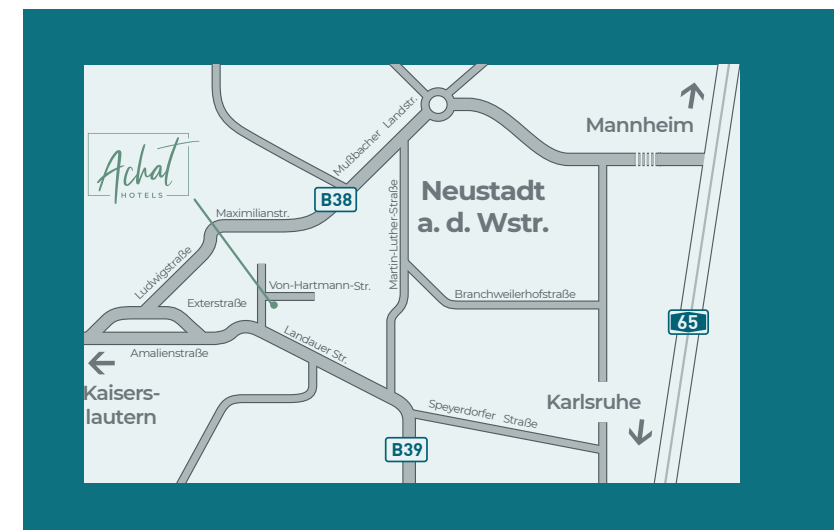 Mannheim
Achat
HOTELS
Mußbacher Landstr.
B38
Neustadt
a. d. Wstr.
Maximilianstr.
Martin-Luther-Straße
Ludwigstraße
Von-Hartmann-Str.
Exterstraße
Branchweilerhofstraße
65
Landauer Str.
Amalienstraße
Kaisers-
lautern
Karlsruhe
Speyerdorfer Straße
B39